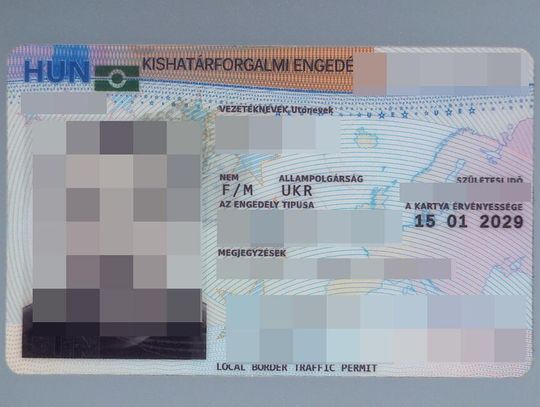 HUN KISHATÁRFORGALMI ENGEDÉ
VEZETÉKNEVEK, Utónevek
NEM ÁLLAMPOLGÁRSÁG SZÜLETÉSI IDŐ
F/M UKR
AZ ENGEDÉLY TÍPUSA A KÁRTYA ÉRVÉNYESSÉGE
15 01 2029
MEGJEGYZÉSEK
LOCAL BORDER TRAFFIC PERMIT